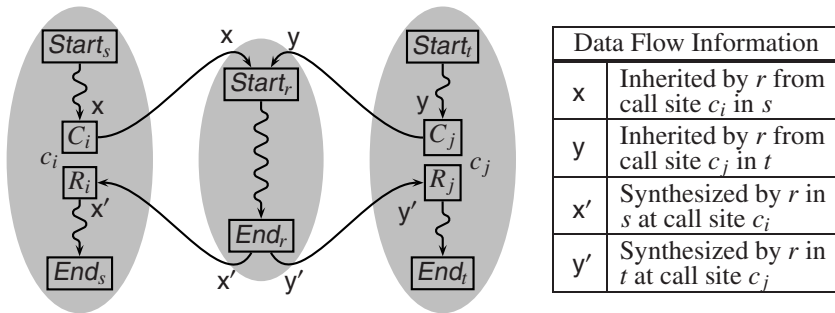 Start_s
x
C_i
c_i
R_i
x′
End_s
x
y
Start_r
End_r
x′
y′
Start_t
y
C_j
c_j
R_j
y′
End_t
Data Flow Information
x Inherited by r from
call site c_i in s
y Inherited by r from
call site c_j in t
x′ Synthesized by r in
s at call site c_i
y′ Synthesized by r in
t at call site c_j